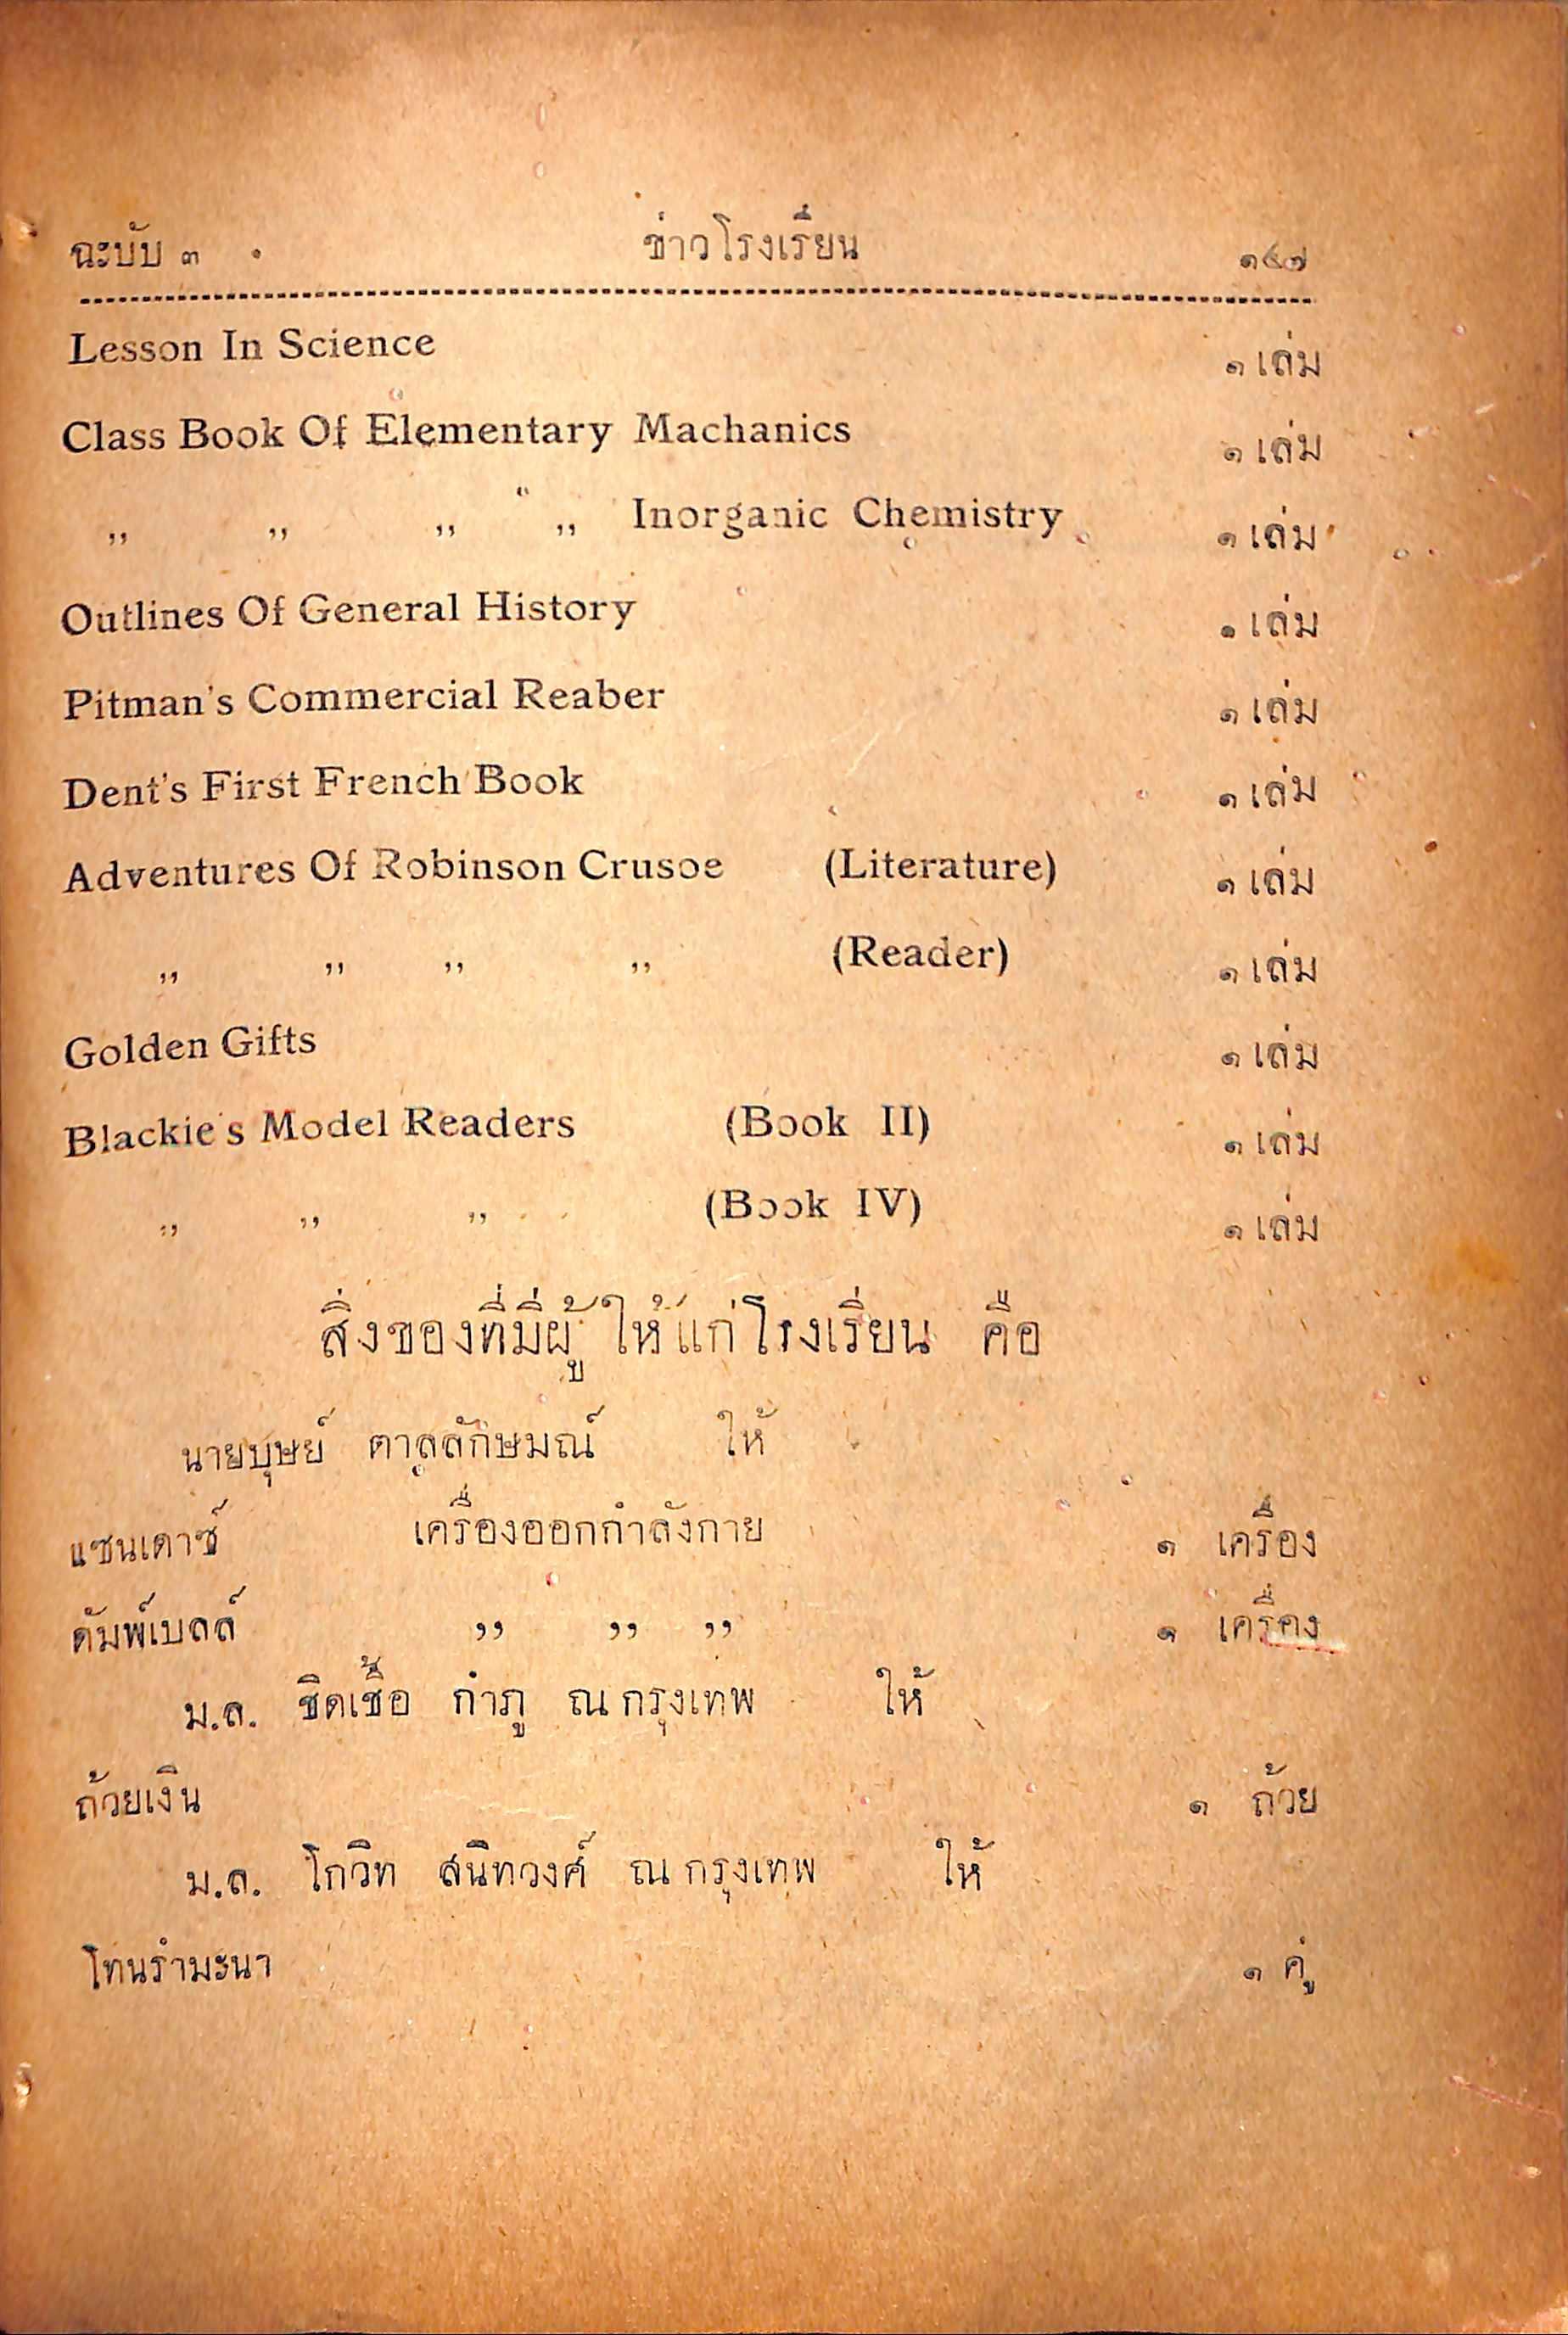 ฉะบับ ๓ ข่าวโรงเรียน ๑๔๗
Lesson In Science ๑ เล่ม
Class Book Of Elementary Machanics ๑ เล่ม
,, ,, ,, ,, Inorganic Chemistry ๑ เล่ม
Outlines Of General History ๑ เล่ม
Pitman's Commercial Reaber ๑ เล่ม
Dent's First French Book ๑ เล่ม
Adventures Of Robinson Crusoe (Literature) ๑ เล่ม
,, ,, ,, ,, (Reader) ๑ เล่ม
Golden Gifts ๑ เล่ม
Blackie's Model Readers (Book II) ๑ เล่ม
,, ,, ,, (Book IV) ๑ เล่ม
สิ่งของที่มีผู้ให้แก่โรงเรียน คือ
นายบุษย์ ตาลลักษมณ์ ให้
แซนเดาซ์ เครื่องออกกำลังกาย ๑ เครื่อง
ดัมพ์เบลล์ ,, ,, ,, ๑ เครื่อง
ม.ล. ชิดเชื้อ กำภู ณ กรุงเทพ ให้
ถ้วยเงิน ๑ ถ้วย
ม.ล. โกวิท สนิทวงศ์ ณ กรุงเทพ ให้
โทนรำมะนา ๑ คู่